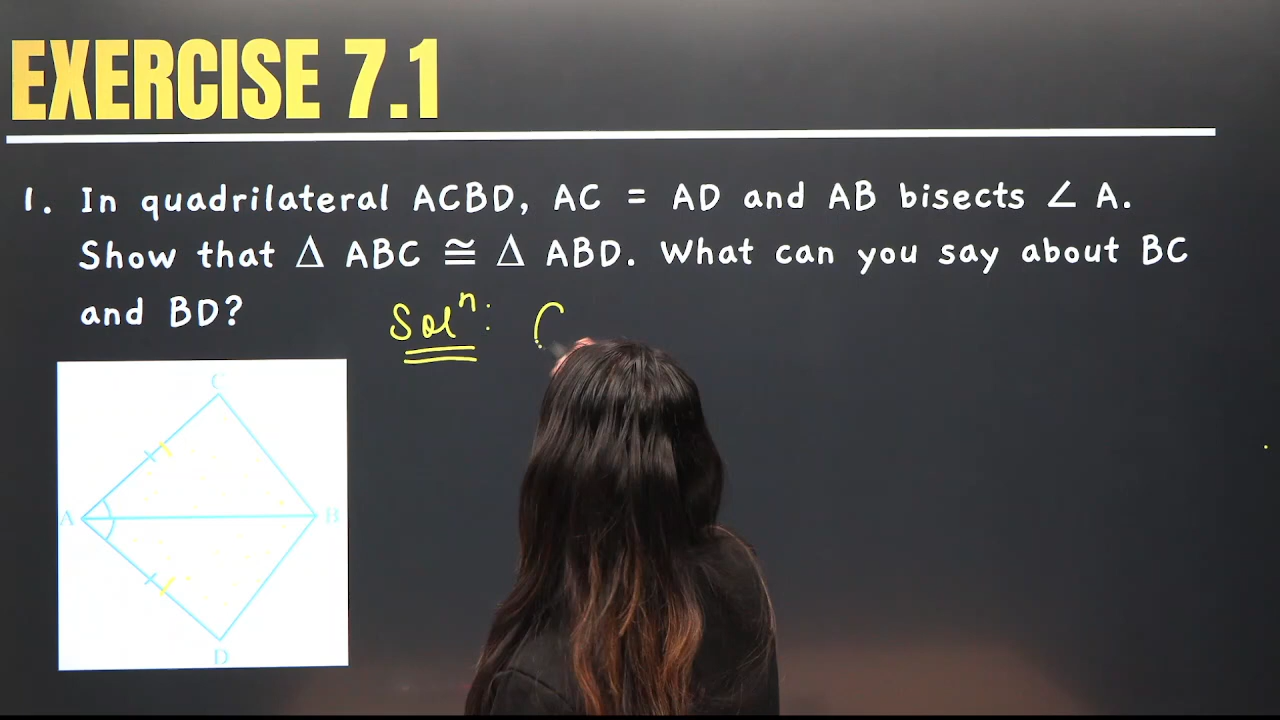 EXERCISE 7.1
1. In quadrilateral ACBD, AC = AD and AB bisects ∠ A.
Show that Δ ABC ≅ Δ ABD. What can you say about BC
and BD?
Solⁿ:
C
A
B
D